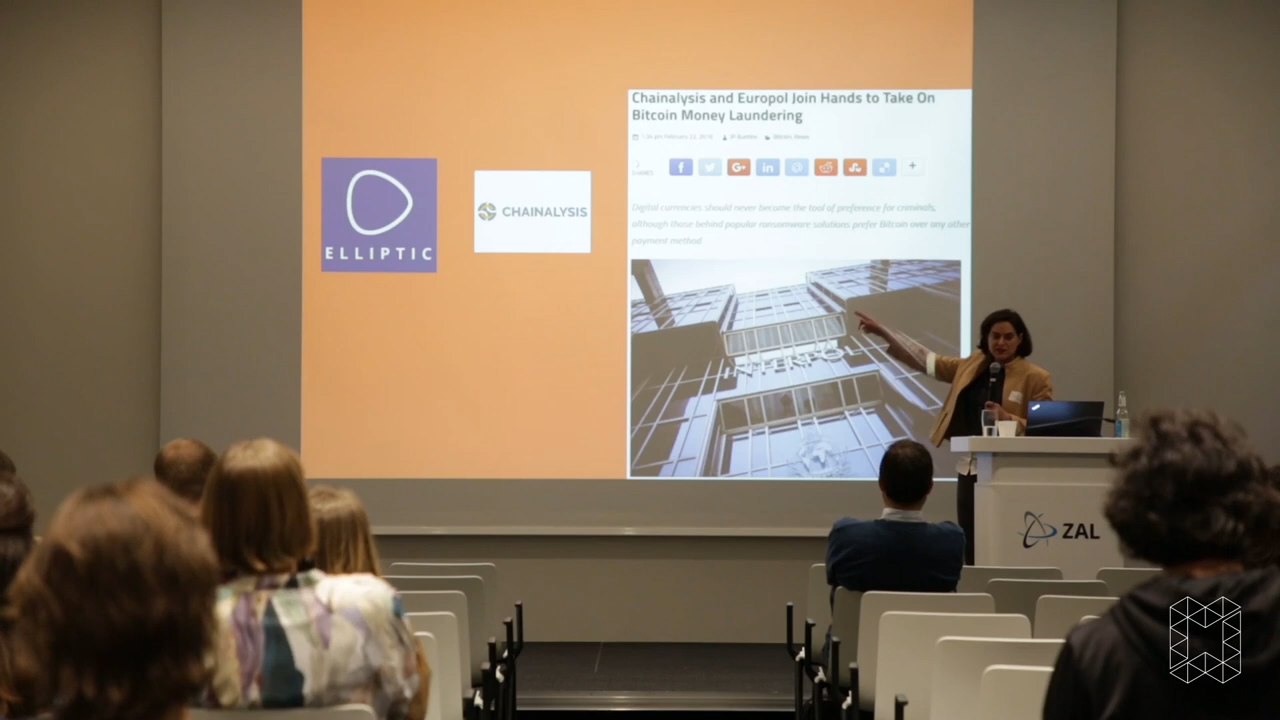 ELLIPTIC
CHAINALYSIS
Chainalysis and Europol Join Hands to Take On
Bitcoin Money Laundering
Digital currencies should never become the tool of preference for criminals,
although those behind popular ransomware solutions prefer Bitcoin over any other
payment method
INTERPOL
ZAL